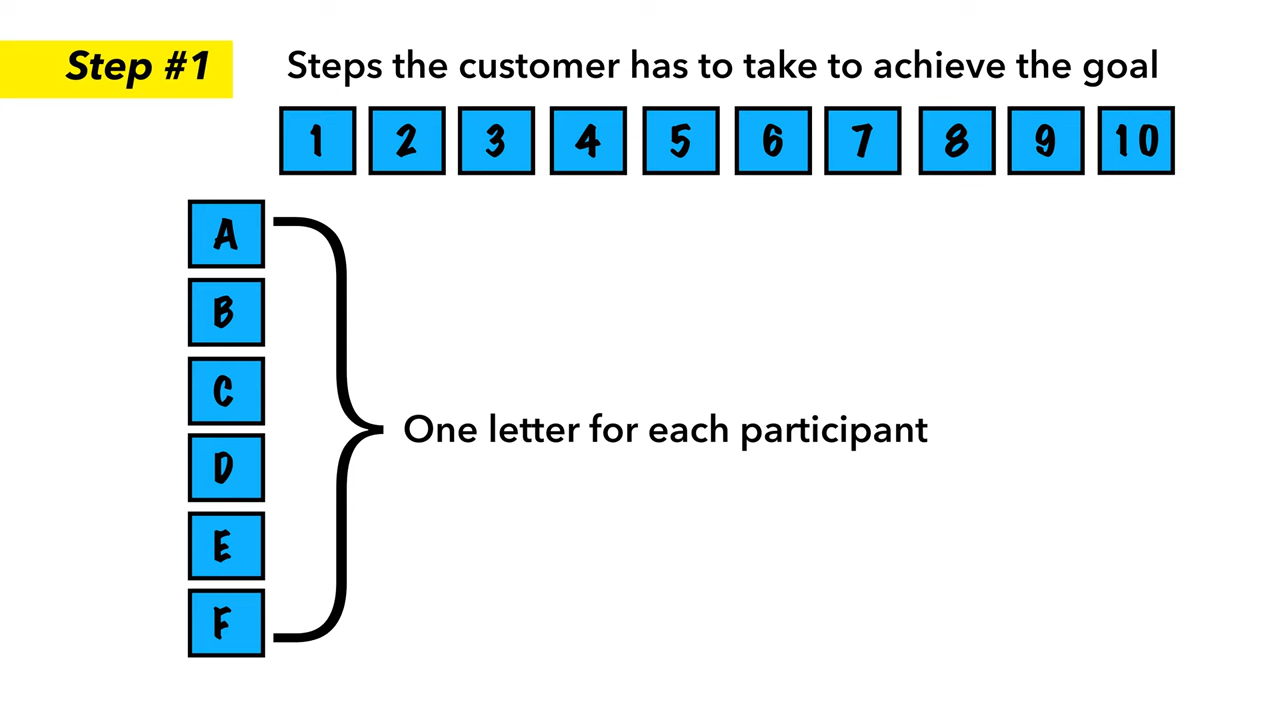 Step #1
Steps the customer has to take to achieve the goal
1 2 3 4 5 6 7 8 9 10
A
B
C
One letter for each participant
D
E
F